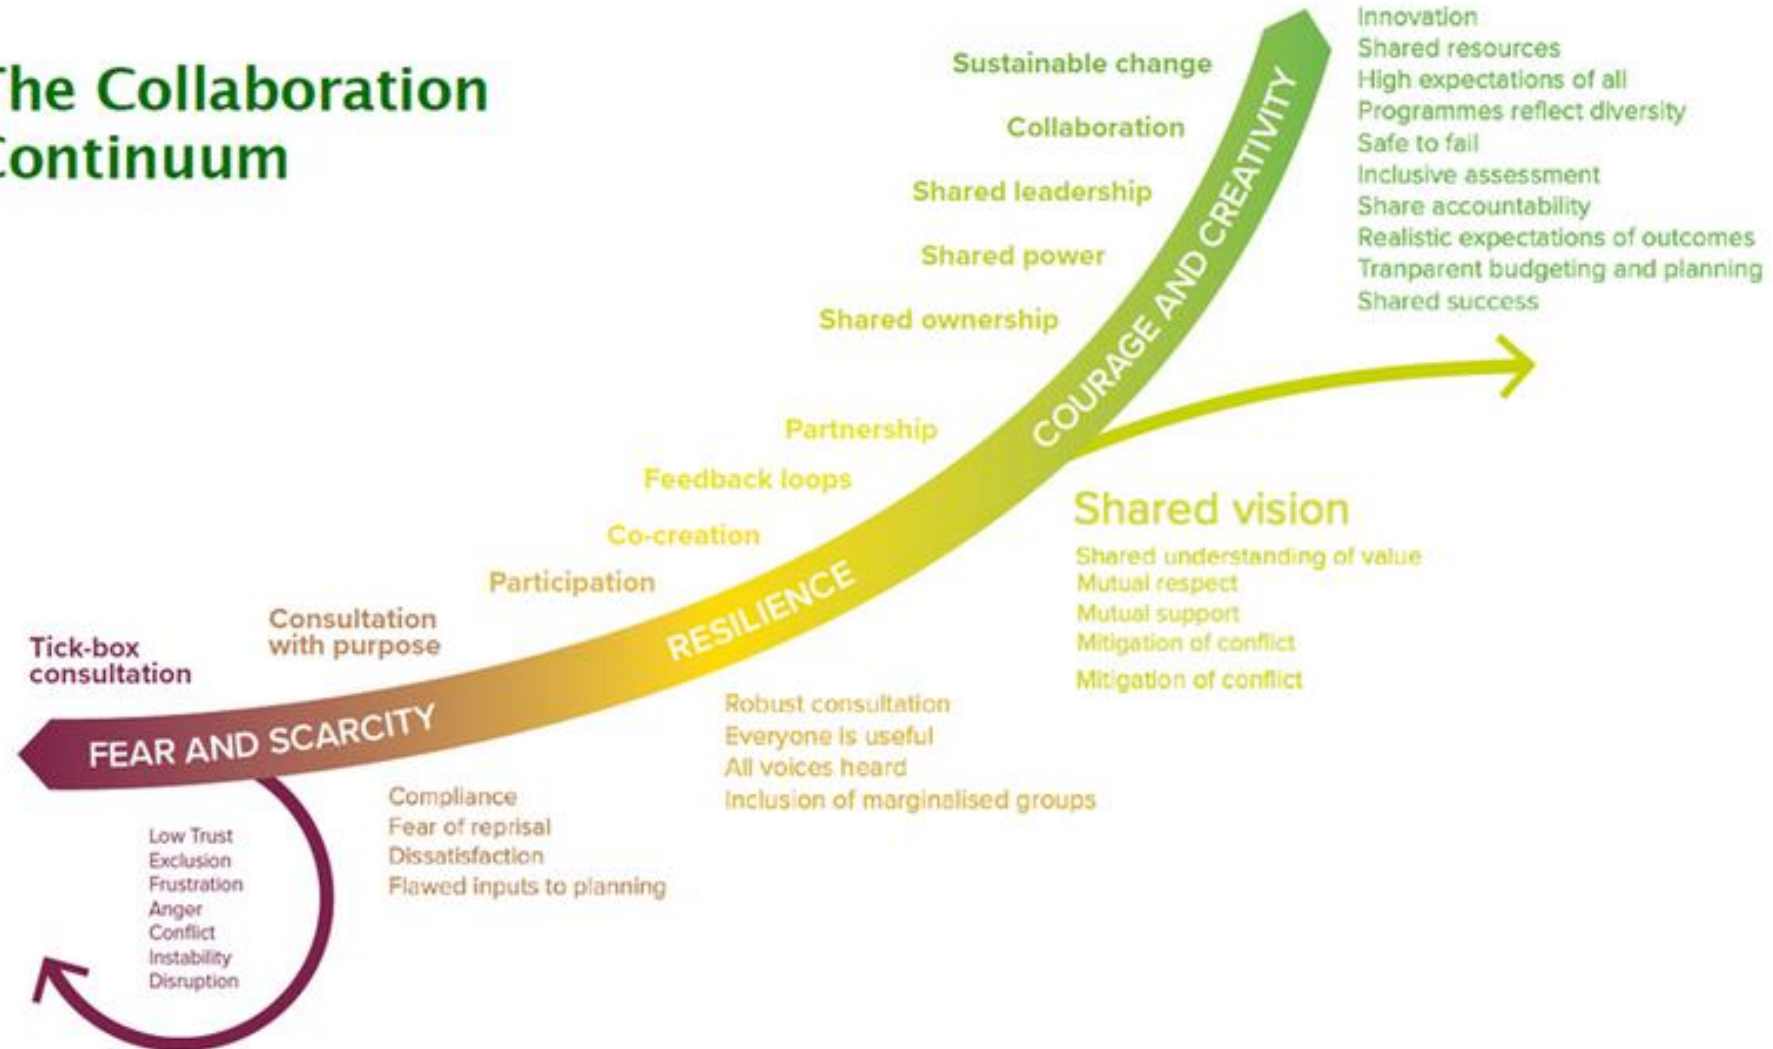 he Collaboration
ontinuum
Sustainable change
Collaboration
Shared leadership
Shared power
Shared ownership
Partnership
Feedback loops
Co-creation
Participation
Consultation
with purpose
Tick-box
consultation
FEAR AND SCARCITY
RESILIENCE
COURAGE AND CREATIVITY
Innovation
Shared resources
High expectations of all
Programmes reflect diversity
Safe to fail
Inclusive assessment
Share accountability
Realistic expectations of outcomes
Tranparent budgeting and planning
Shared success
Shared vision
Shared understanding of value
Mutual respect
Mutual support
Mitigation of conflict
Mitigation of conflict
Robust consultation
Everyone is useful
All voices heard
Inclusion of marginalised groups
Compliance
Fear of reprisal
Dissatisfaction
Flawed inputs to planning
Low Trust
Exclusion
Frustration
Anger
Conflict
Instability
Disruption